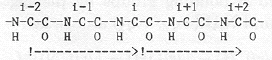 i-2 i-1 i i+1 i+2
-N-C-C-N-C-C-N-C-C-N-C-C-N-C-C-
H O H O H O H O H O
!------------->!------------->